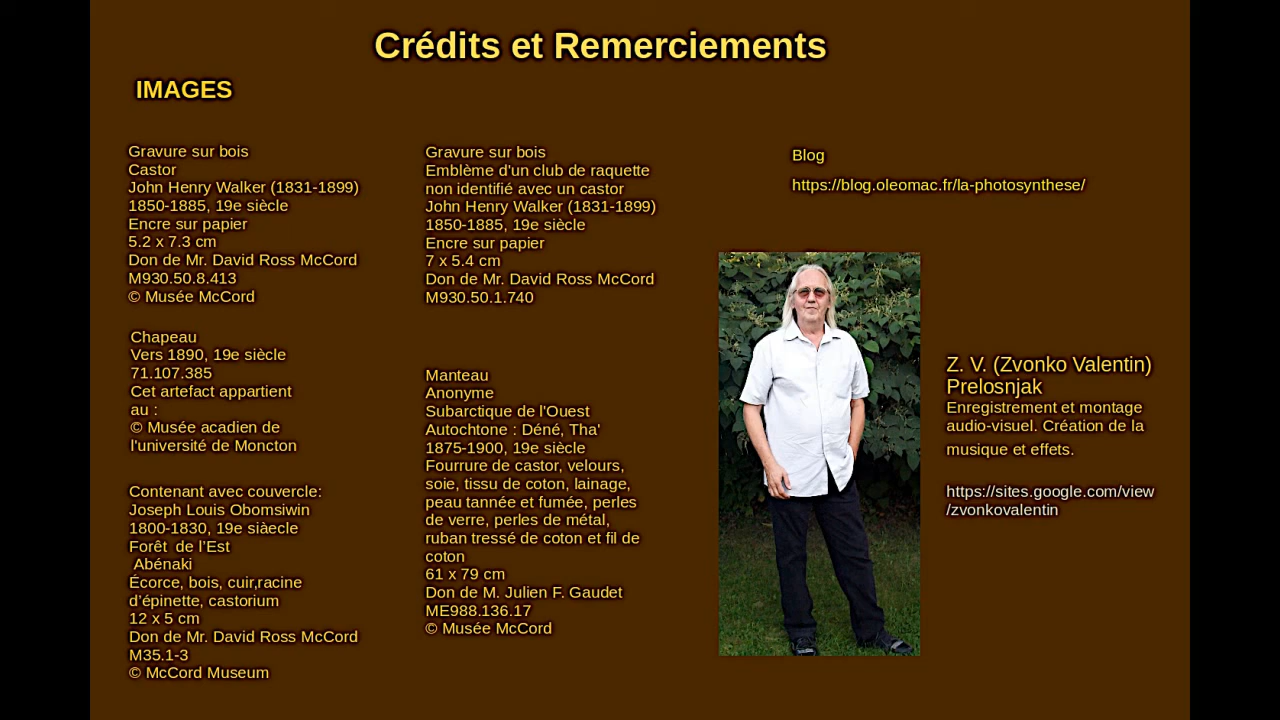 Crédits et Remerciements
IMAGES
Gravure sur bois
Castor
John Henry Walker (1831-1899)
1850-1885, 19e siècle
Encre sur papier
5.2 x 7.3 cm
Don de Mr. David Ross McCord
M930.50.8.413
© Musée McCord
Chapeau
Vers 1890, 19e siècle
71.107.385
Cet artefact appartient
au :
© Musée acadien de
l'université de Moncton
Contenant avec couvercle:
Joseph Louis Obomsiwin
1800-1830, 19e siàecle
Forêt  de l’Est
Abénaki
Écorce, bois, cuir,racine
d’épinette, castorium
12 x 5 cm
Don de Mr. David Ross McCord
M35.1-3
© McCord Museum
Gravure sur bois
Emblème d'un club de raquette
non identifié avec un castor
John Henry Walker (1831-1899)
1850-1885, 19e siècle
Encre sur papier
7 x 5.4 cm
Don de Mr. David Ross McCord
M930.50.1.740
Manteau
Anonyme
Subarctique de l'Ouest
Autochtone : Déné, Tha'
1875-1900, 19e siècle
Fourrure de castor, velours,
soie, tissu de coton, lainage,
peau tannée et fumée, perles
de verre, perles de métal,
ruban tressé de coton et fil de
coton
61 x 79 cm
Don de M. Julien F. Gaudet
ME988.136.17
© Musée McCord
Blog
https://blog.oleomac.fr/la-photosynthese/
Z. V. (Zvonko Valentin)
Prelosnjak
Enregistrement et montage
audio-visuel. Création de la
musique et effets.
https://sites.google.com/view
/zvonkovalentin